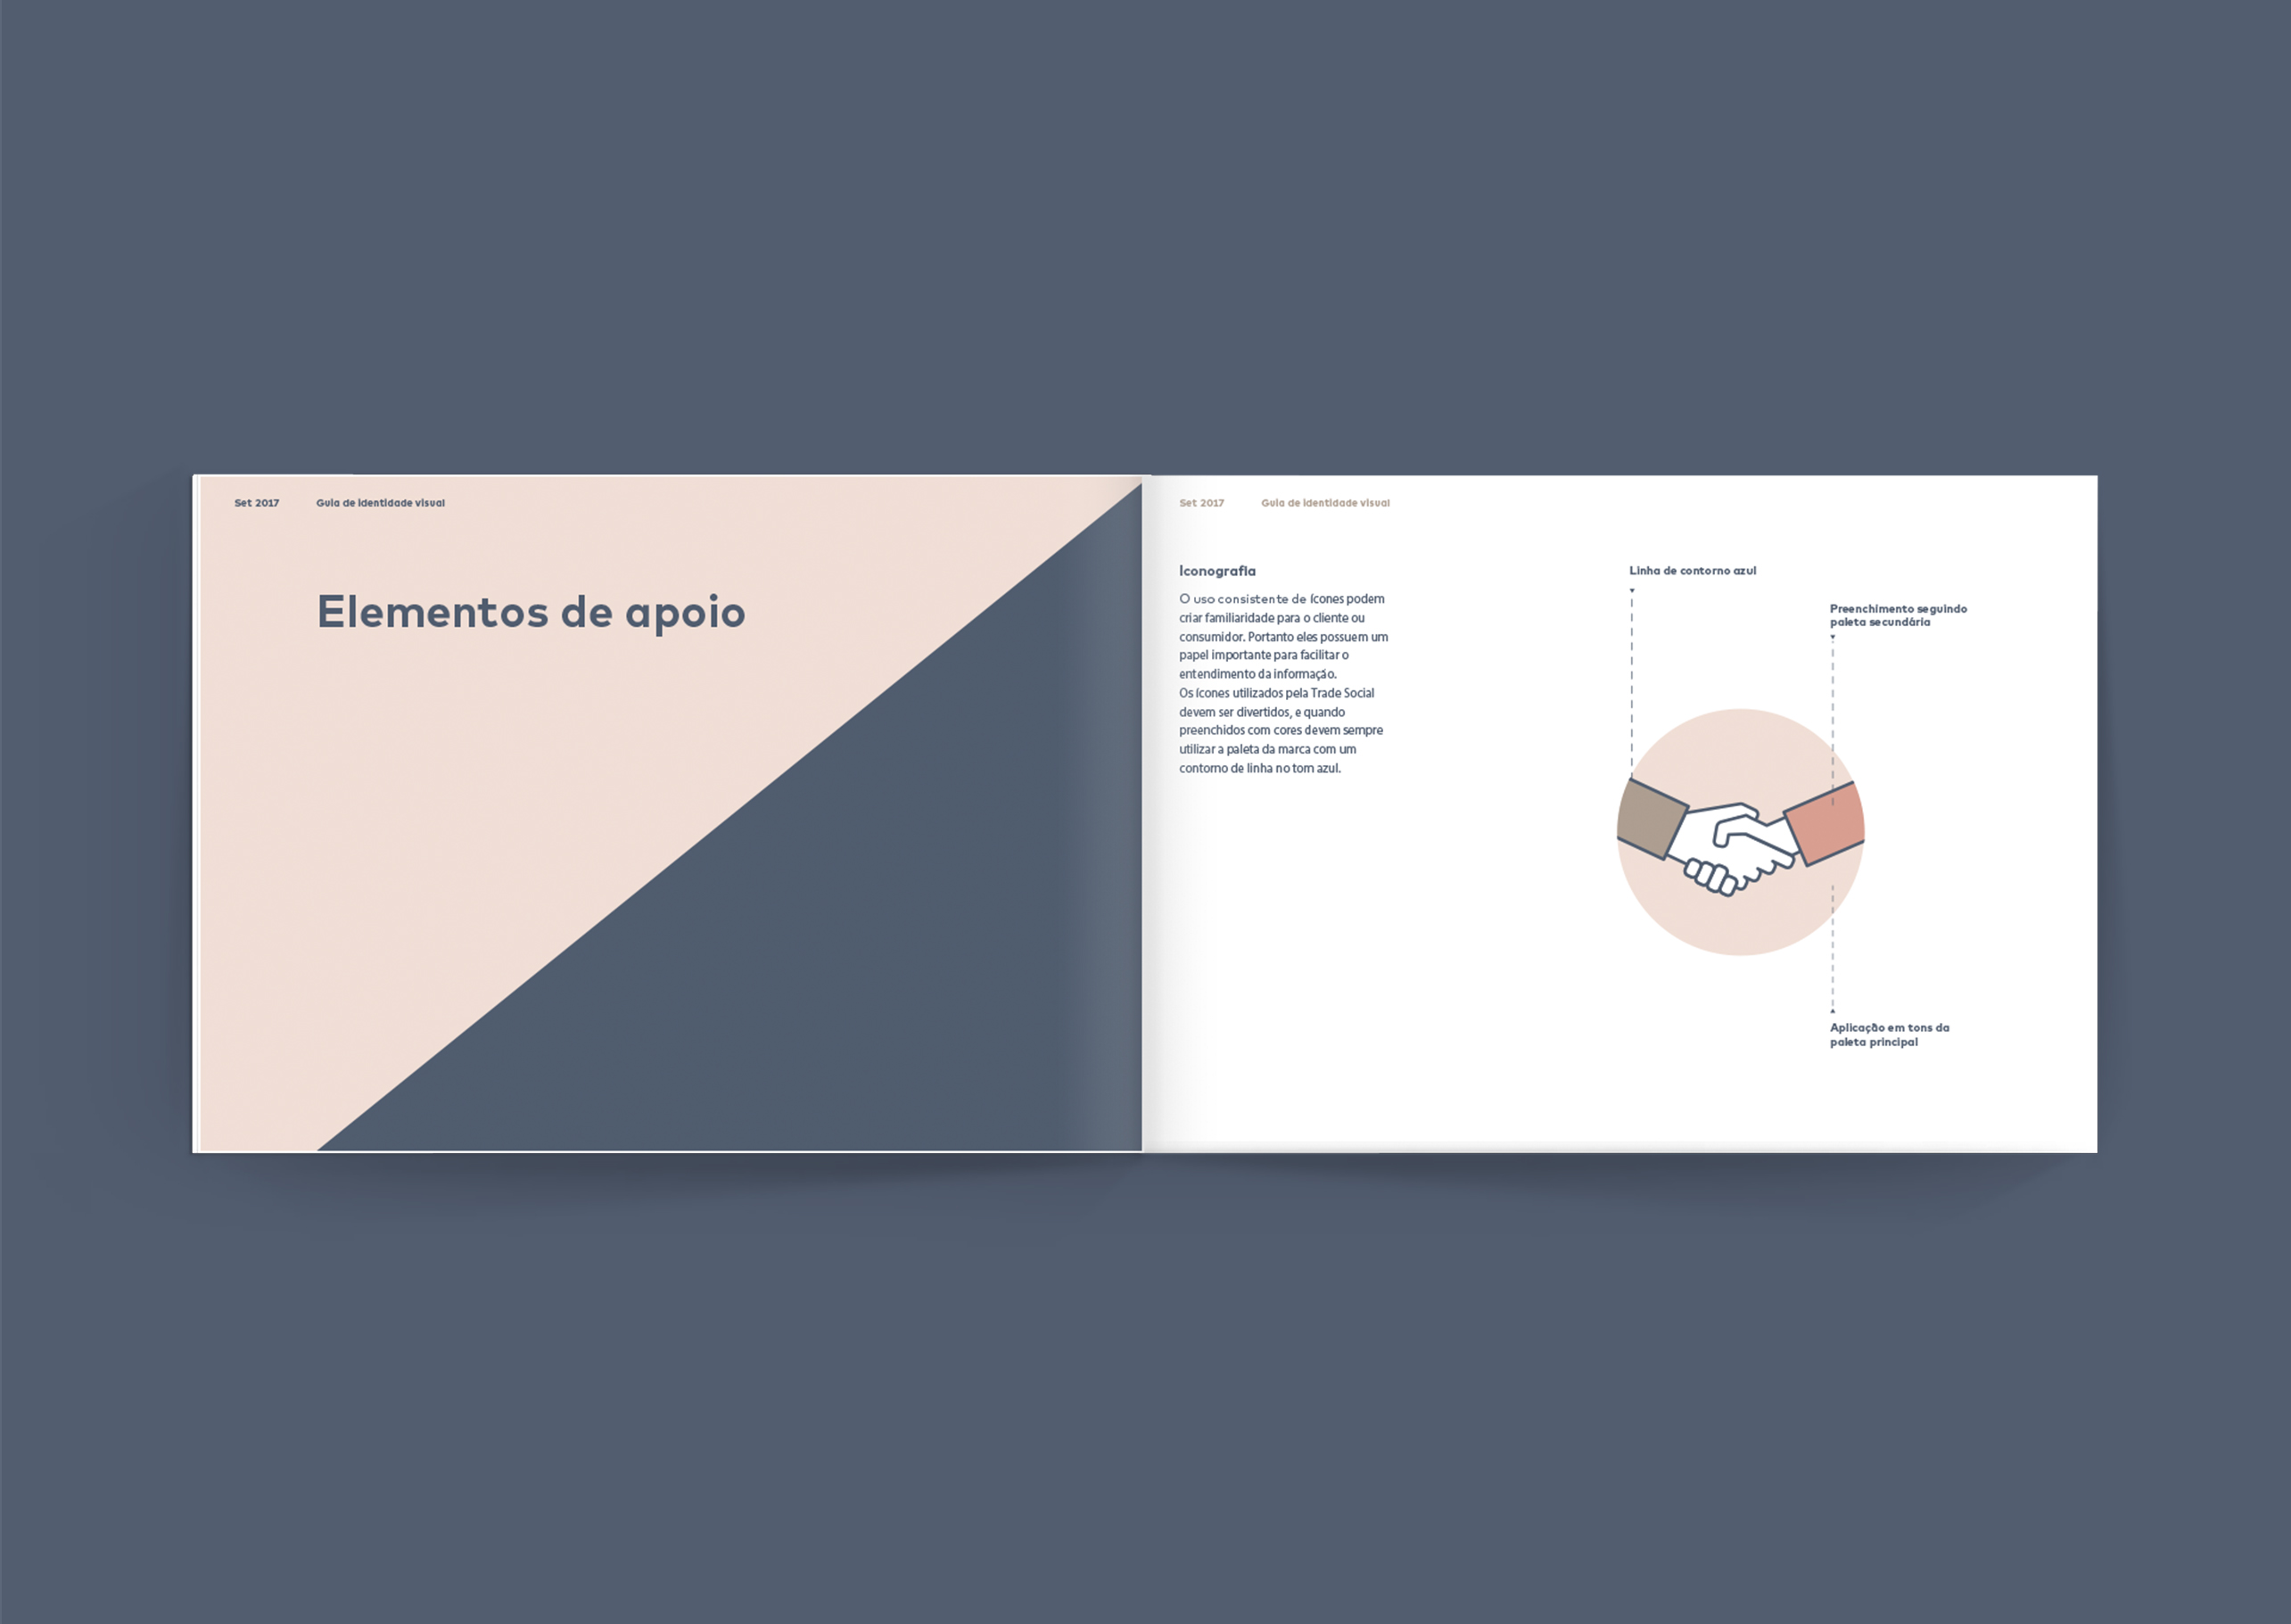 Set 2017 Guia de identidade visual
Elementos de apoio
Set 2017 Guia de identidade visual
Iconografia
O uso consistente de ícones podem
criar familiaridade para o cliente ou
consumidor. Portanto eles possuem um
papel importante para facilitar o
entendimento da informação.
Os ícones utilizados pela Trade Social
devem ser divertidos, e quando
preenchidos com cores devem sempre
utilizar a paleta da marca com um
contorno de linha no tom azul.
Linha de contorno azul
Preenchimento seguindo
paleta secundária
Aplicação em tons da
paleta principal